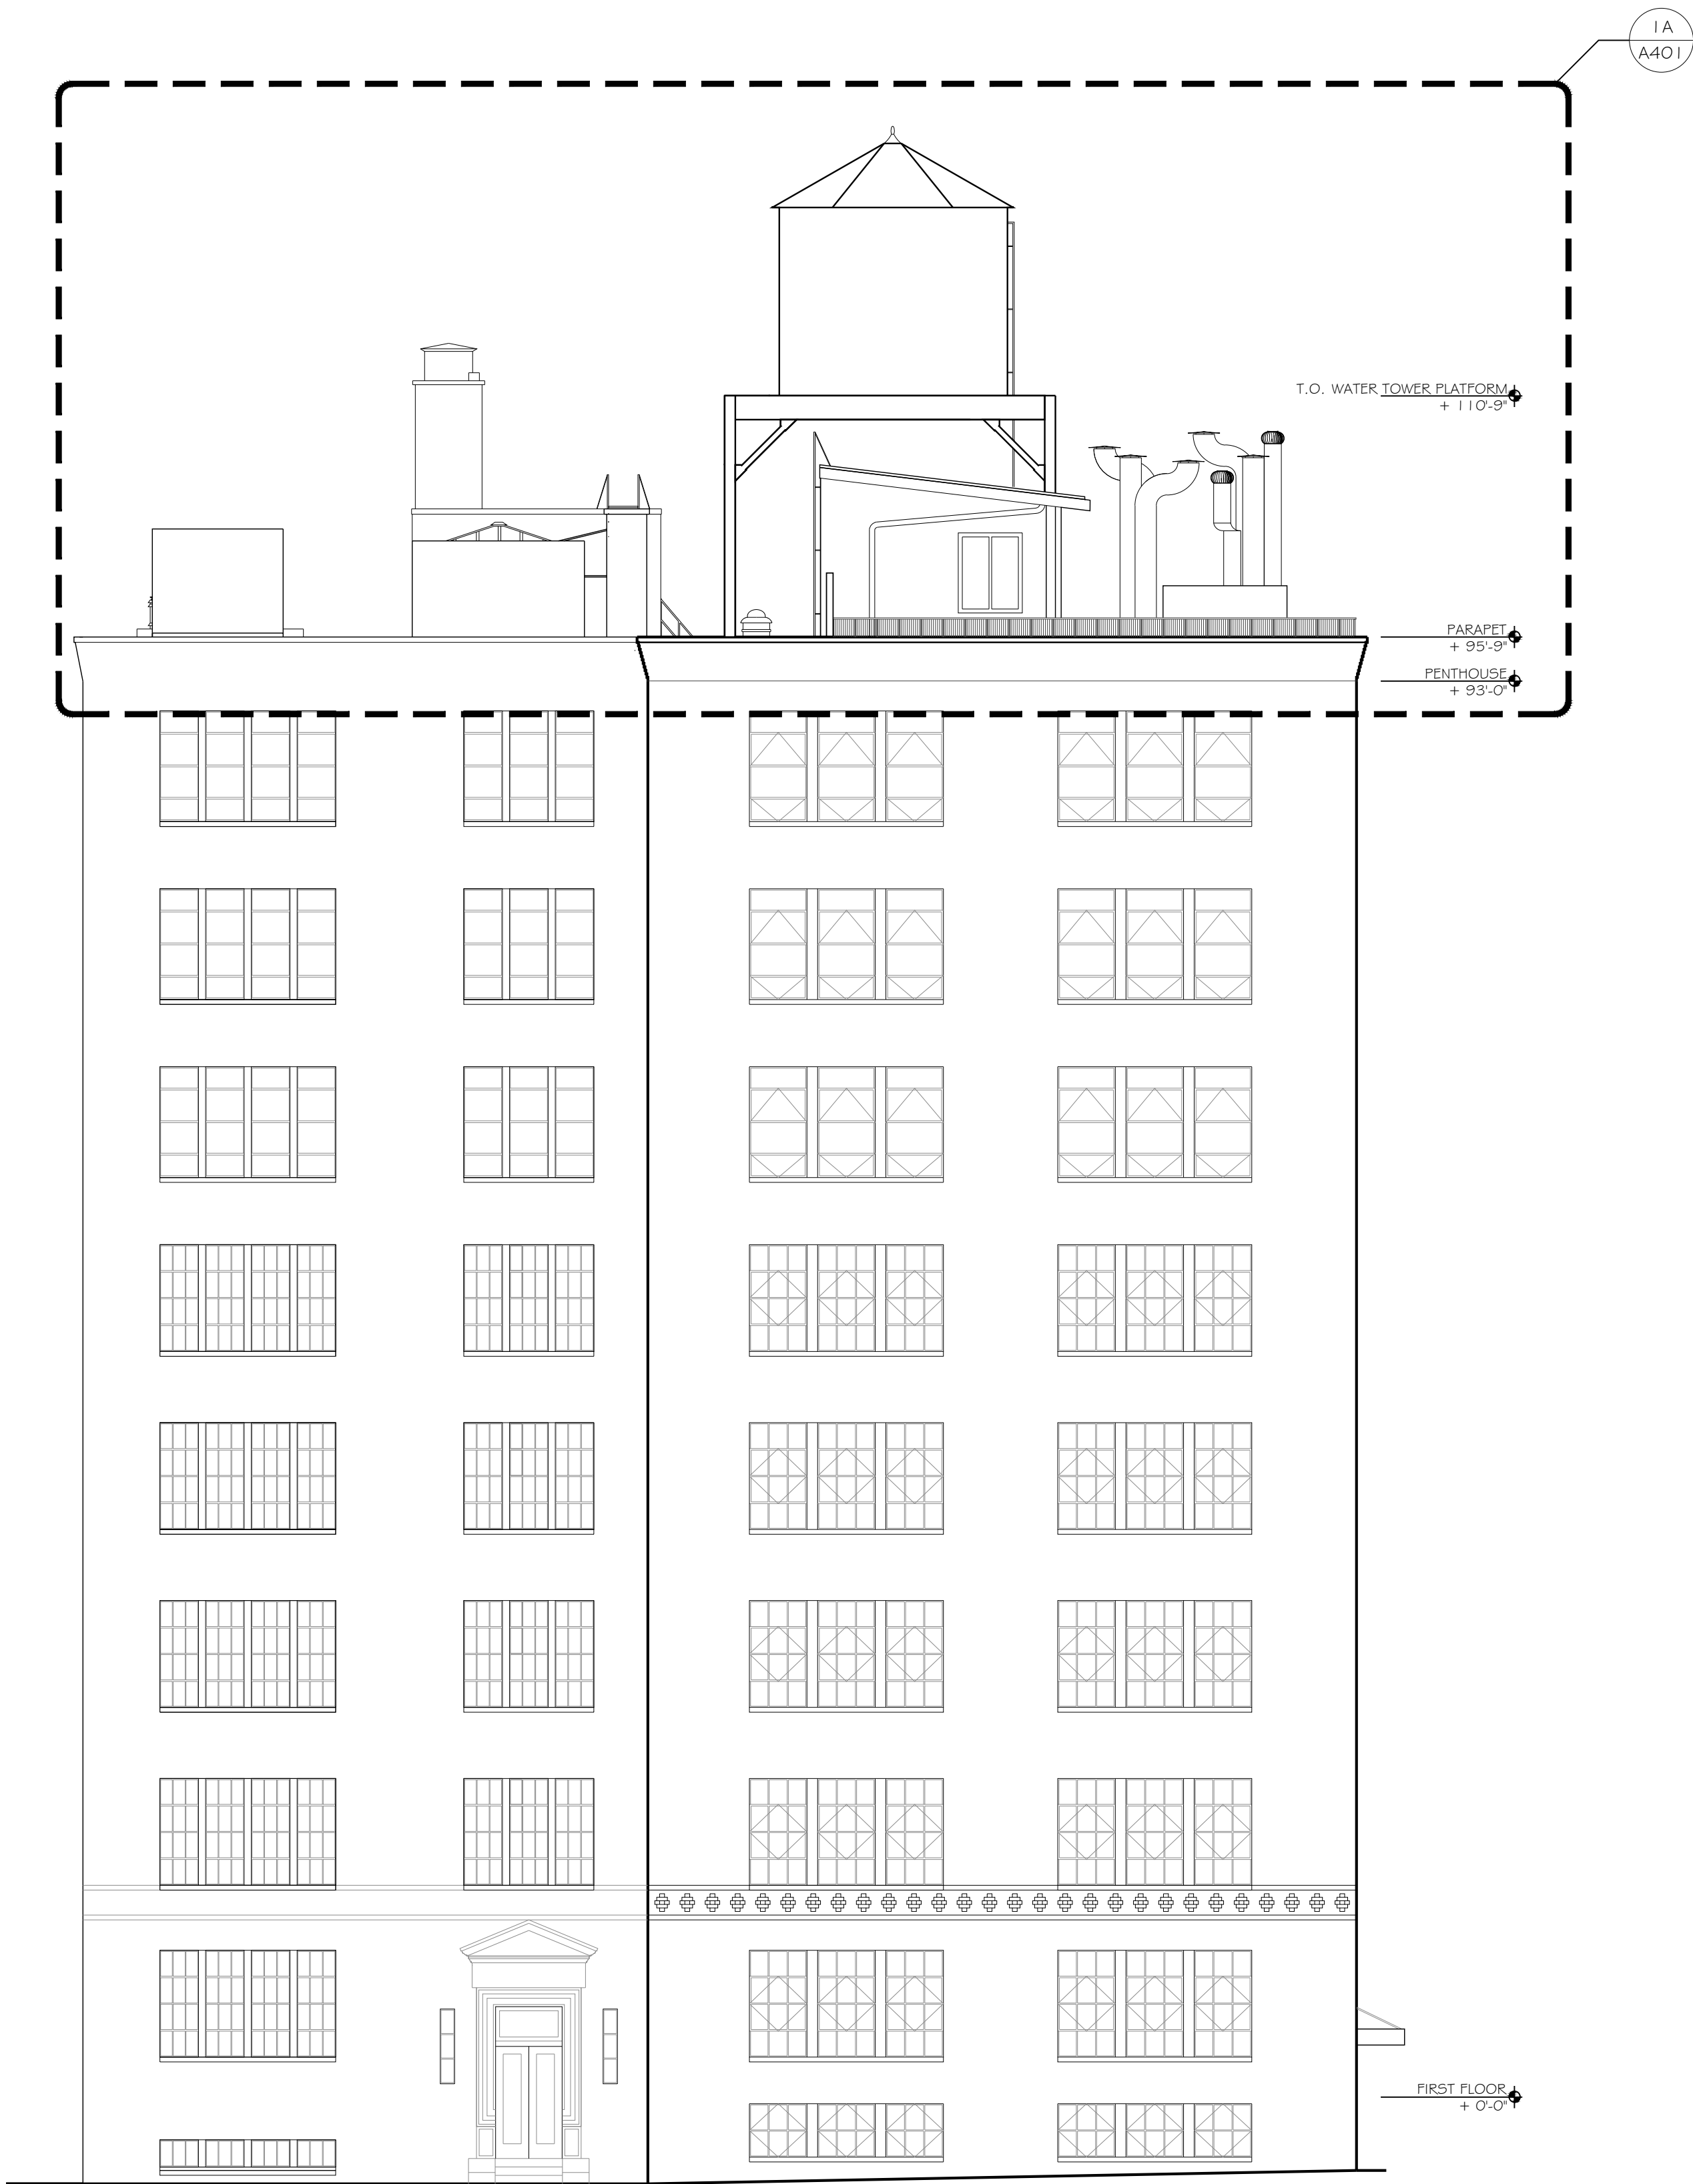 1A
A401
T.O. WATER TOWER PLATFORM
+ 110'-9"
PARAPET
+ 95'-9"
PENTHOUSE
+ 93'-0"
FIRST FLOOR
+ 0'-0"